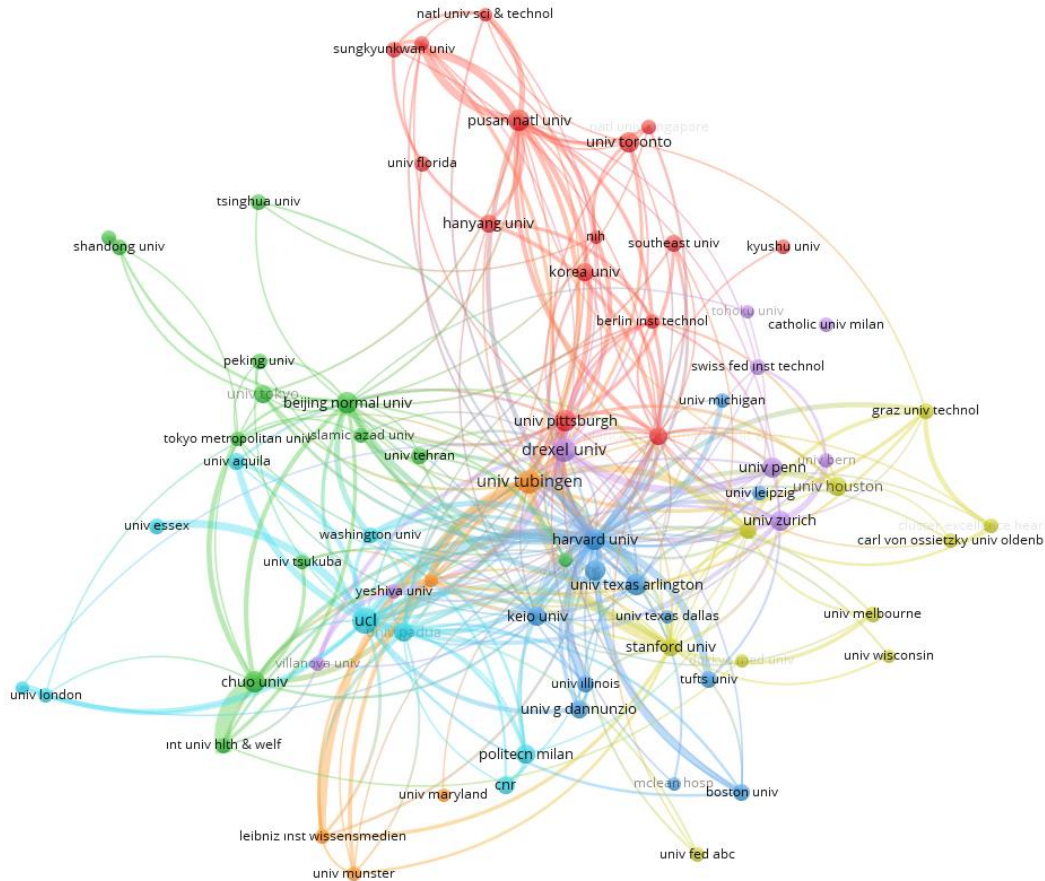 natl univ sci & technol
sungkyunkwan univ
pusan natl univ
natl univ singapore
univ toronto
univ florida
tsinghua univ
hanyang univ
nih
southeast univ
kyushu univ
shandong univ
korea univ
tohoku univ
berlin inst technol
catholic univ milan
peking univ
swiss fed inst technol
univ tokyo
beijing normal univ
univ michigan
graz univ technol
univ pittsburgh
tokyo metropolitan univ
islamic azad univ
drexel univ
univ tehran
univ aquila
univ bern
univ penn
univ tubingen
univ houston
univ leipzig
univ zurich
univ essex
cluster excellence hear
washington univ
harvard univ
carl von ossietzky univ oldenb
univ tsukuba
univ texas arlington
yeshiva univ
univ melbourne
keio univ
univ texas dallas
ucl
univ padua
stanford univ
univ wisconsin
villanova univ
tufts univ
chuo univ
univ illinois
univ london
univ g dannunzio
int univ hlth & welf
politecn milan
cnr
mclean hosp
boston univ
univ maryland
leibniz inst wissensmedien
univ fed abc
univ munster